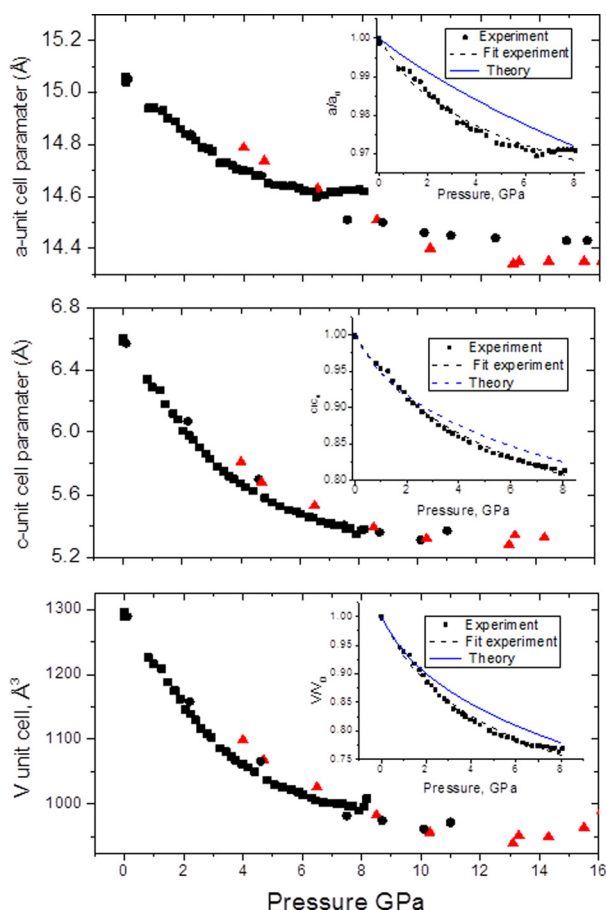 15.2
15.0
14.8
14.6
14.4
a-unit cell paramater (Å)
1.00
0.99
0.98
0.97
a/a₀
0 2 4 6 8
Pressure, GPa
Experiment
Fit experiment
Theory
6.8
6.4
6.0
5.6
5.2
c-unit cell paramater (Å)
1.00
0.95
0.90
0.85
0.80
0 2 4 6 8
Pressure, GPa
Experiment
Fit experiment
Theory
1300
1200
1100
1000
V unit cell, Å³
1.00
0.95
0.90
0.85
0.80
0.75
V/V₀
0 2 4 6 8
Pressure, GPa
Experiment
Fit experiment
Theory
0 2 4 6 8 10 12 14 16
Pressure GPa